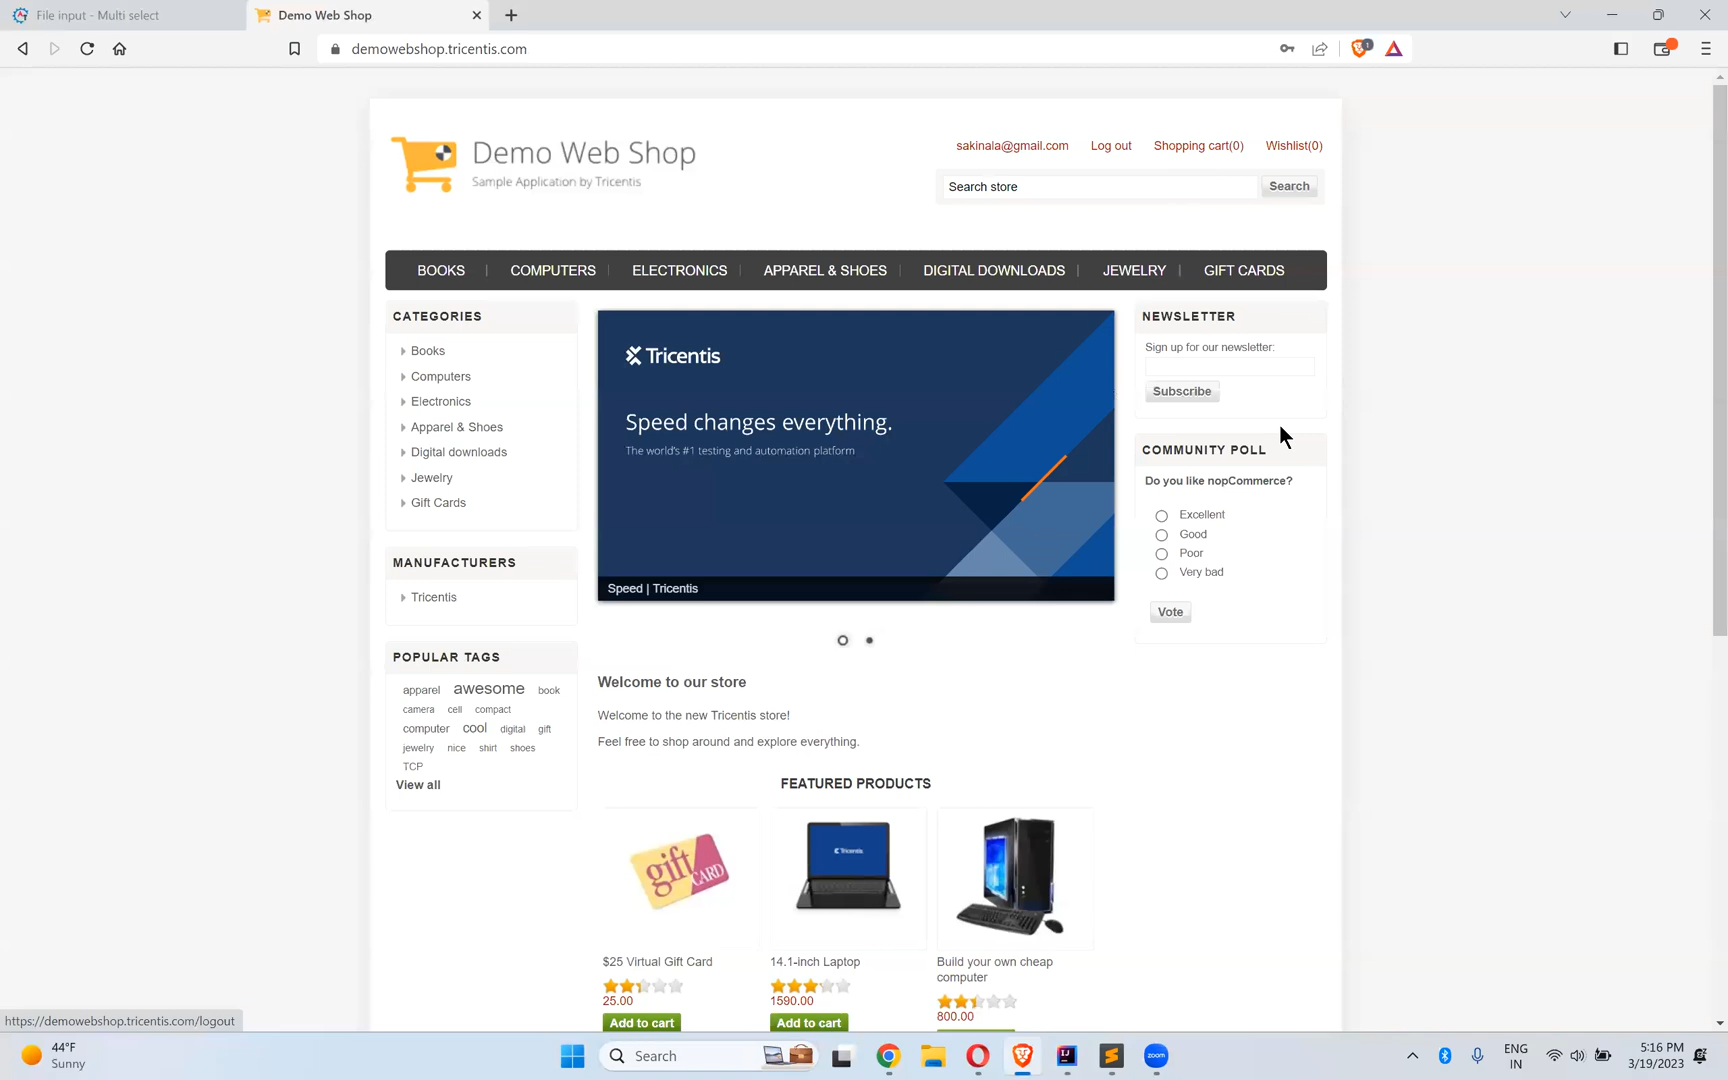 File input - Multi select
Demo Web Shop
demowebshop.tricentis.com
1
Demo Web Shop
Sample Application by Tricentis
sakinala@gmail.com
Log out
Shopping cart(0)
Wishlist(0)
Search store
Search
BOOKS
COMPUTERS
ELECTRONICS
APPAREL & SHOES
DIGITAL DOWNLOADS
JEWELRY
GIFT CARDS
CATEGORIES
Books
Computers
Electronics
Apparel & Shoes
Digital downloads
Jewelry
Gift Cards
MANUFACTURERS
Tricentis
POPULAR TAGS
apparel awesome book
camera cell compact
computer cool digital gift
jewelry nice shirt shoes
TCP
View all
Tricentis
Speed changes everything.
The world's #1 testing and automation platform
Speed | Tricentis
NEWSLETTER
Sign up for our newsletter:
Subscribe
COMMUNITY POLL
Do you like nopCommerce?
Excellent
Good
Poor
Very bad
Vote
Welcome to our store
Welcome to the new Tricentis store!
Feel free to shop around and explore everything.
FEATURED PRODUCTS
gift CARD
Tricentis
$25 Virtual Gift Card
25.00
Add to cart
14.1-inch Laptop
1590.00
Add to cart
Build your own cheap
computer
800.00
https://demowebshop.tricentis.com/logout
44°F
Sunny
Search
zoom
ENG
IN
5:16 PM
3/19/2023